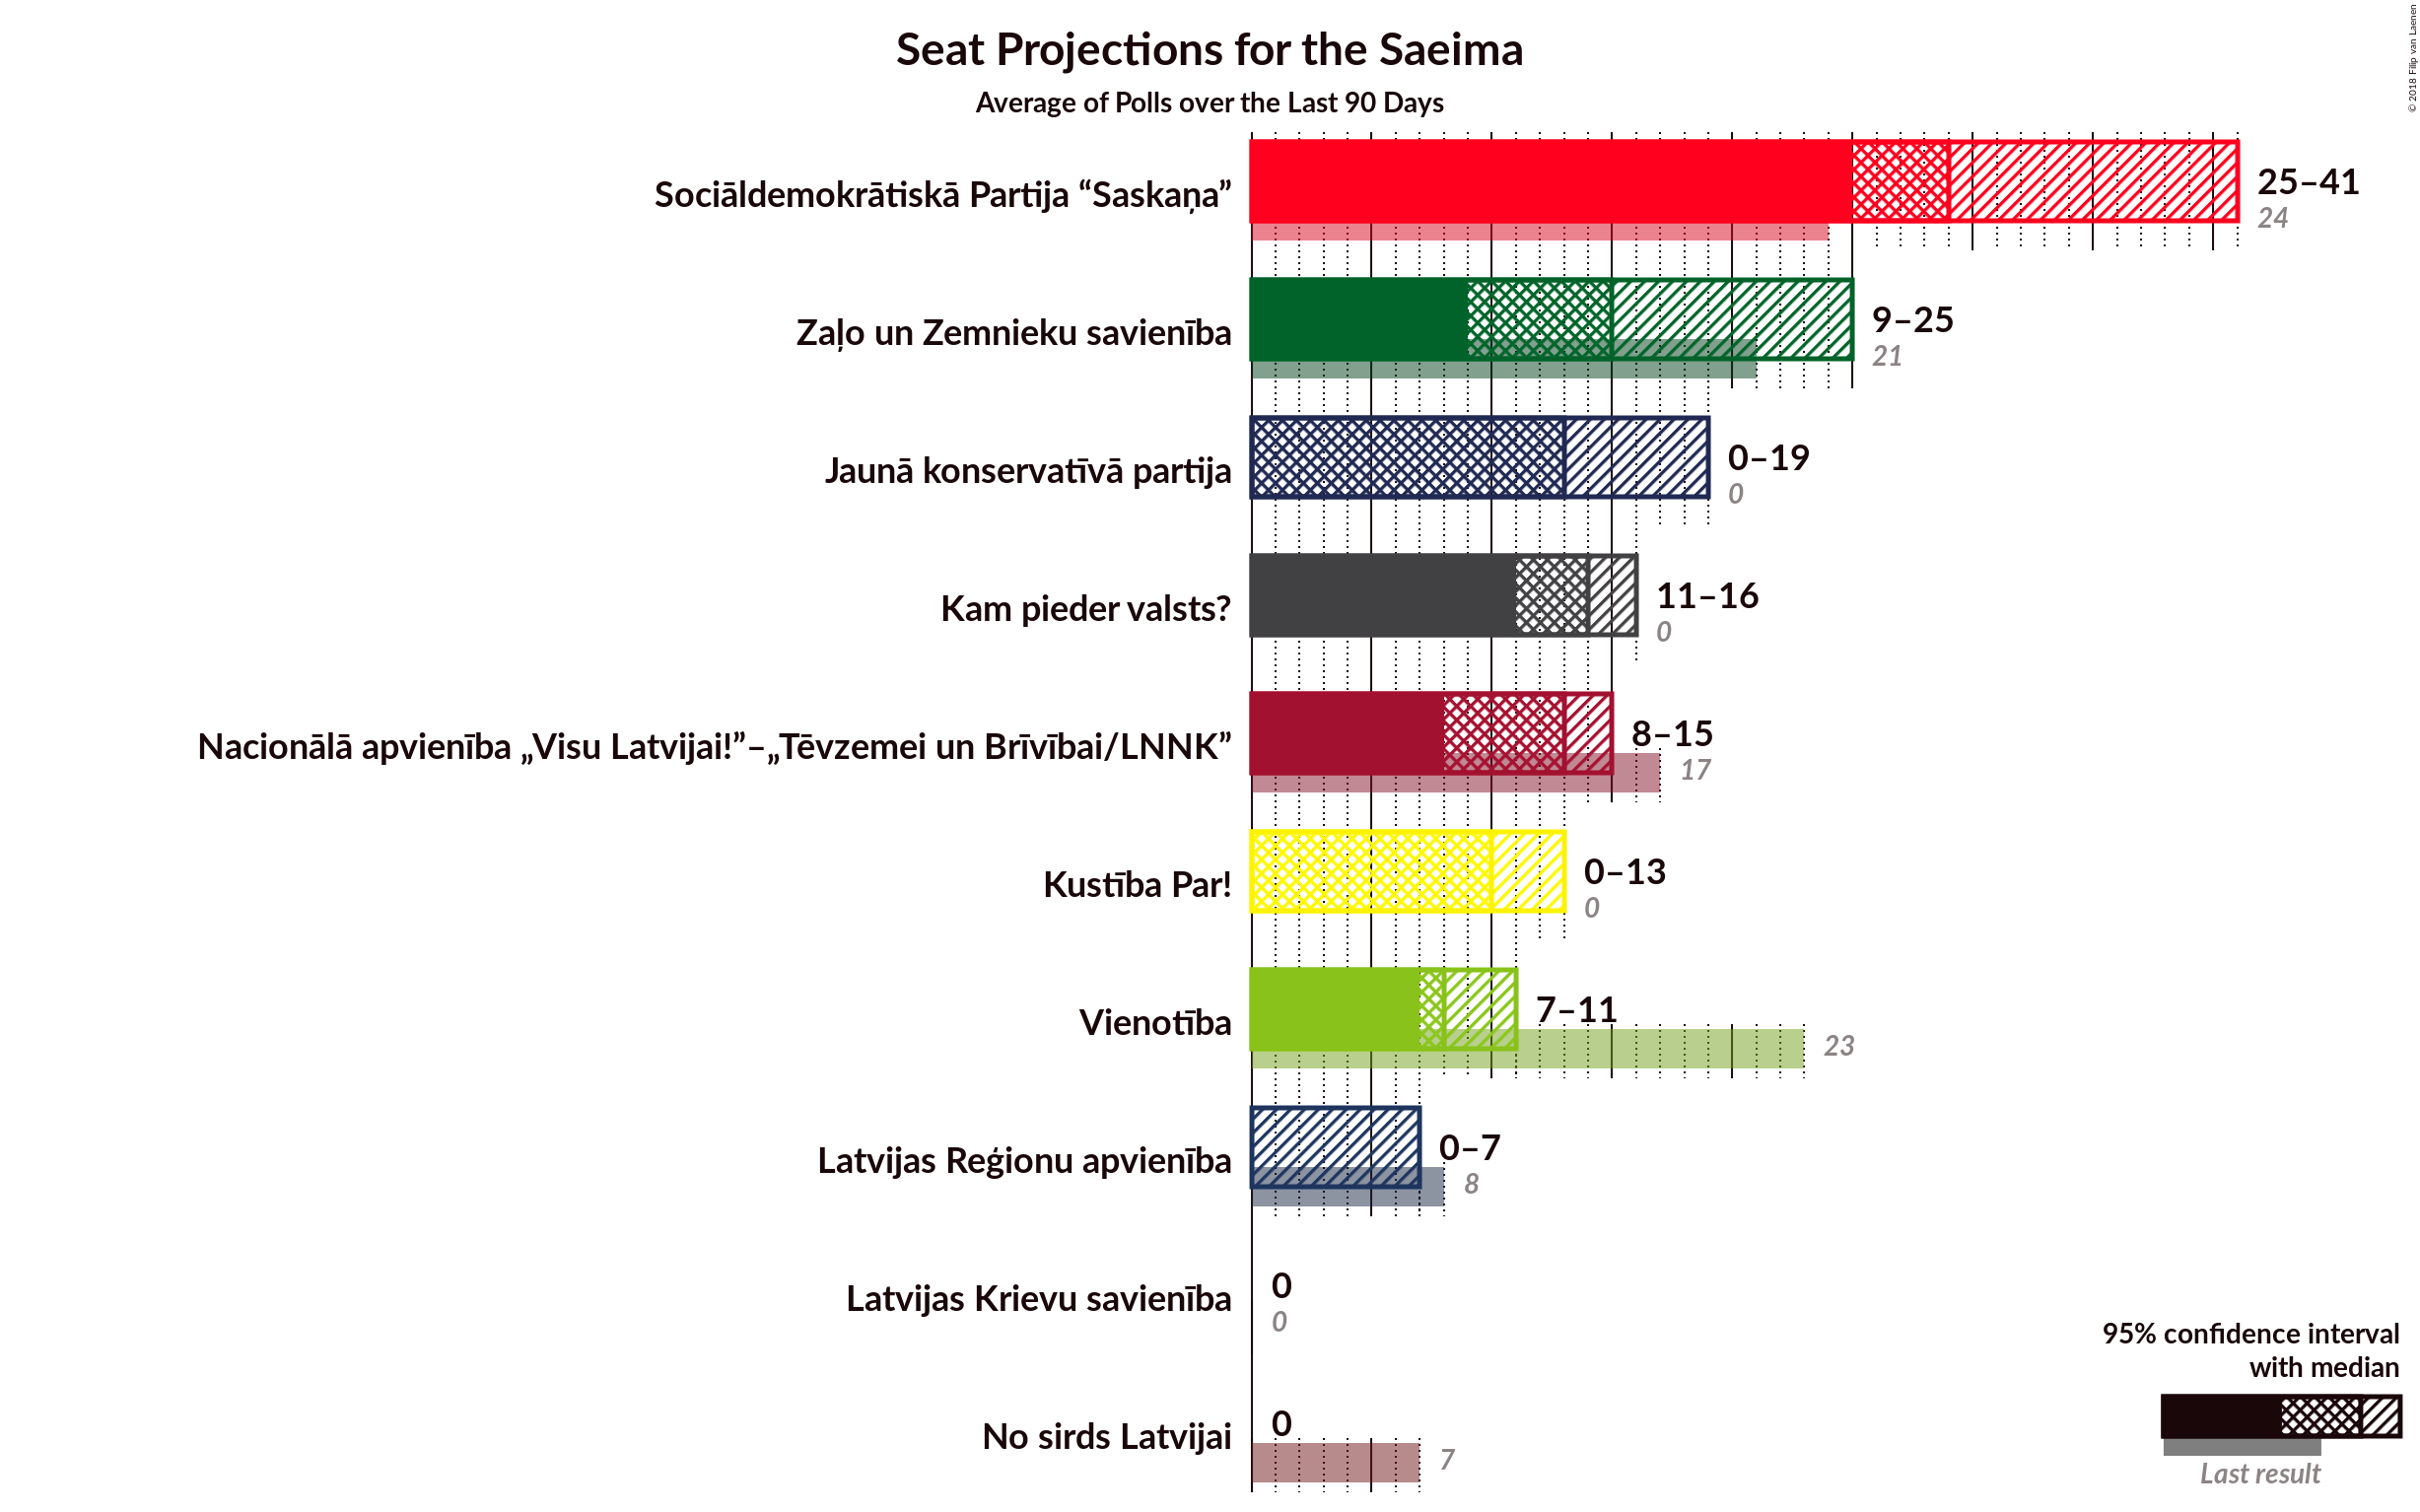 Seat Projections for the Saeima
Average of Polls over the Last 90 Days
© 2018 Filip van Laenen
Sociāldemokrātiskā Partija “Saskaņa”
25–41
24
Zaļo un Zemnieku savienība
9–25
21
Jaunā konservatīvā partija
0–19
0
Kam pieder valsts?
11–16
0
Nacionālā apvienība „Visu Latvijai!”–„Tēvzemei un Brīvībai/LNNK”
8–15
17
Kustība Par!
0–13
0
Vienotība
7–11
23
Latvijas Reģionu apvienība
0–7
8
Latvijas Krievu savienība
0
0
No sirds Latvijai
0
7
95% confidence interval
with median
Last result